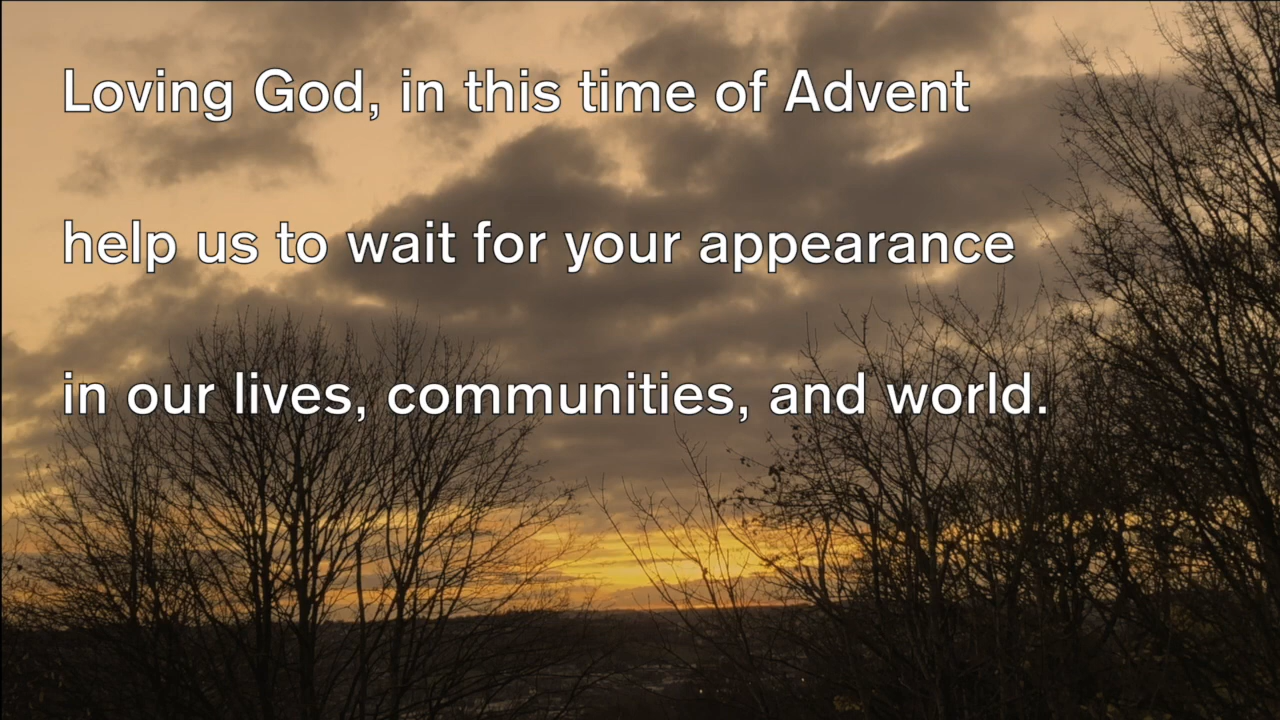 Loving God, in this time of Advent
help us to wait for your appearance
in our lives, communities, and world.